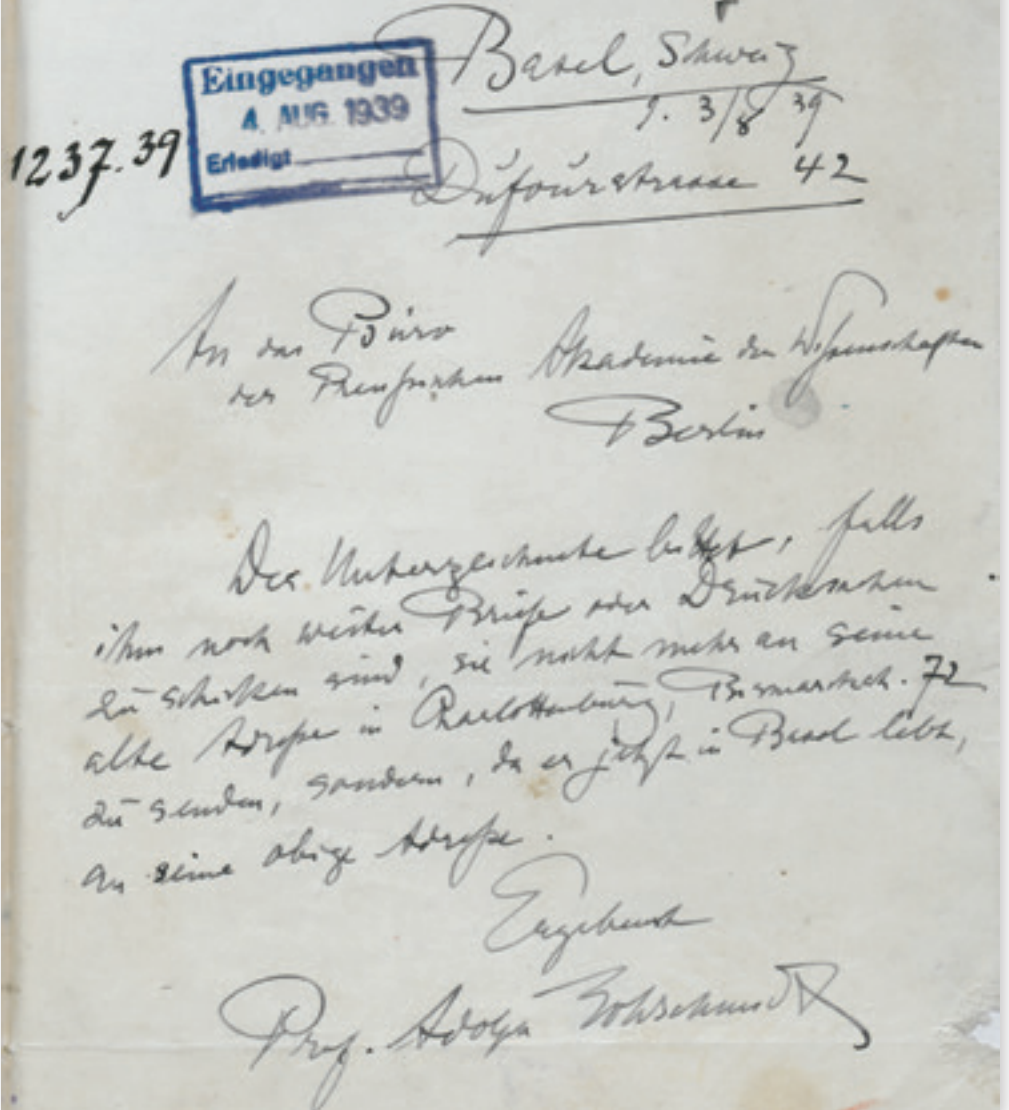 Basel, Schweiz
Eingegangen
4. AUG. 1939
Erledigt
1237.39
3/8 39
Dufourstrasse 42
An das Büro
der Preußischen Akademie der Wissenschaften
Berlin
Der Unterzeichnete bittet, falls
ihm noch weiter Briefe oder Drucksachen
zu schicken sind, sie nicht mehr an seine
alte Adreße in Charlottenburg, Bismarckstr. 72
zu senden, sondern, da er jetzt in Basel lebt,
an seine obige Adreße.
Ergebenst
Prof. Adolph Goldschmidt